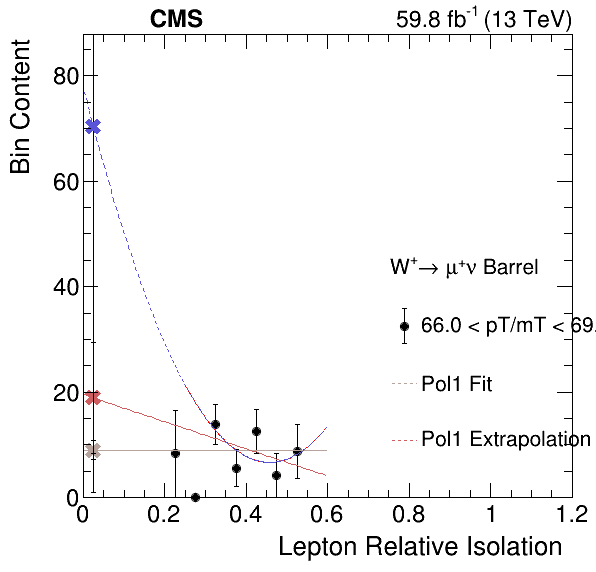 CMS 59.8 fb⁻¹ (13 TeV)
Bin Content
80
60
40
20
0
W⁺→ μ⁺ν Barrel
66.0 < pT/mT < 69.
Pol1 Fit
Pol1 Extrapolation
0 0.2 0.4 0.6 0.8 1 1.2
Lepton Relative Isolation